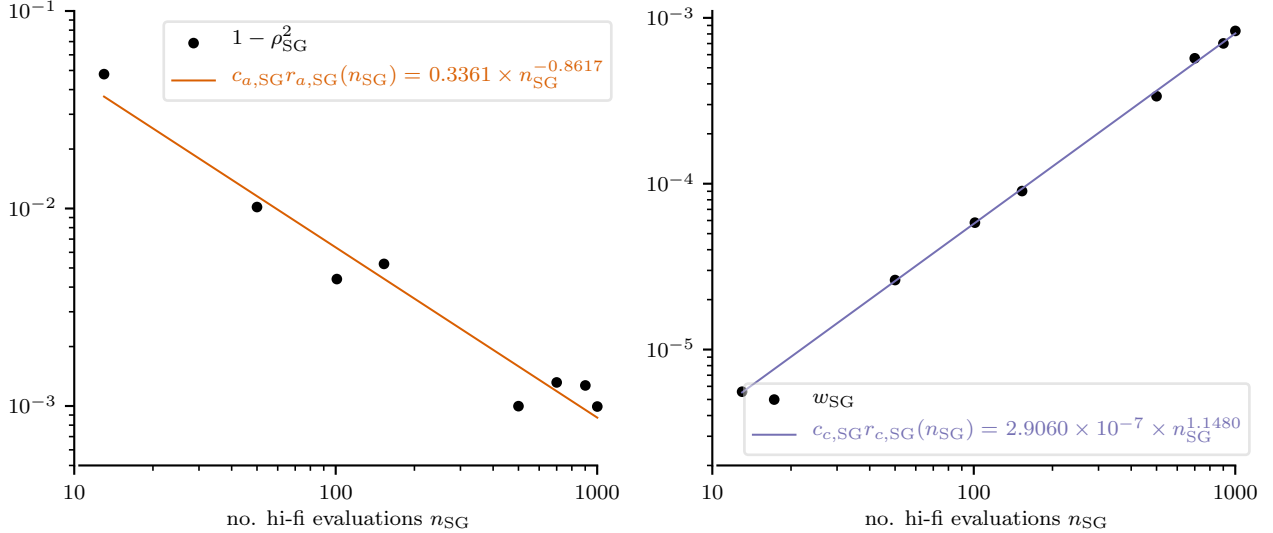 10⁻¹
10⁻²
10⁻³
10
100
1000
no. hi-fi evaluations n_SG
1 − ρ²_SG
c_{a,SG} r_{a,SG}(n_SG) = 0.3361 × n_SG^{−0.8617}
10⁻³
10⁻⁴
10⁻⁵
10
100
1000
no. hi-fi evaluations n_SG
w_SG
c_{c,SG} r_{c,SG}(n_SG) = 2.9060 × 10⁻⁷ × n_SG^{1.1480}